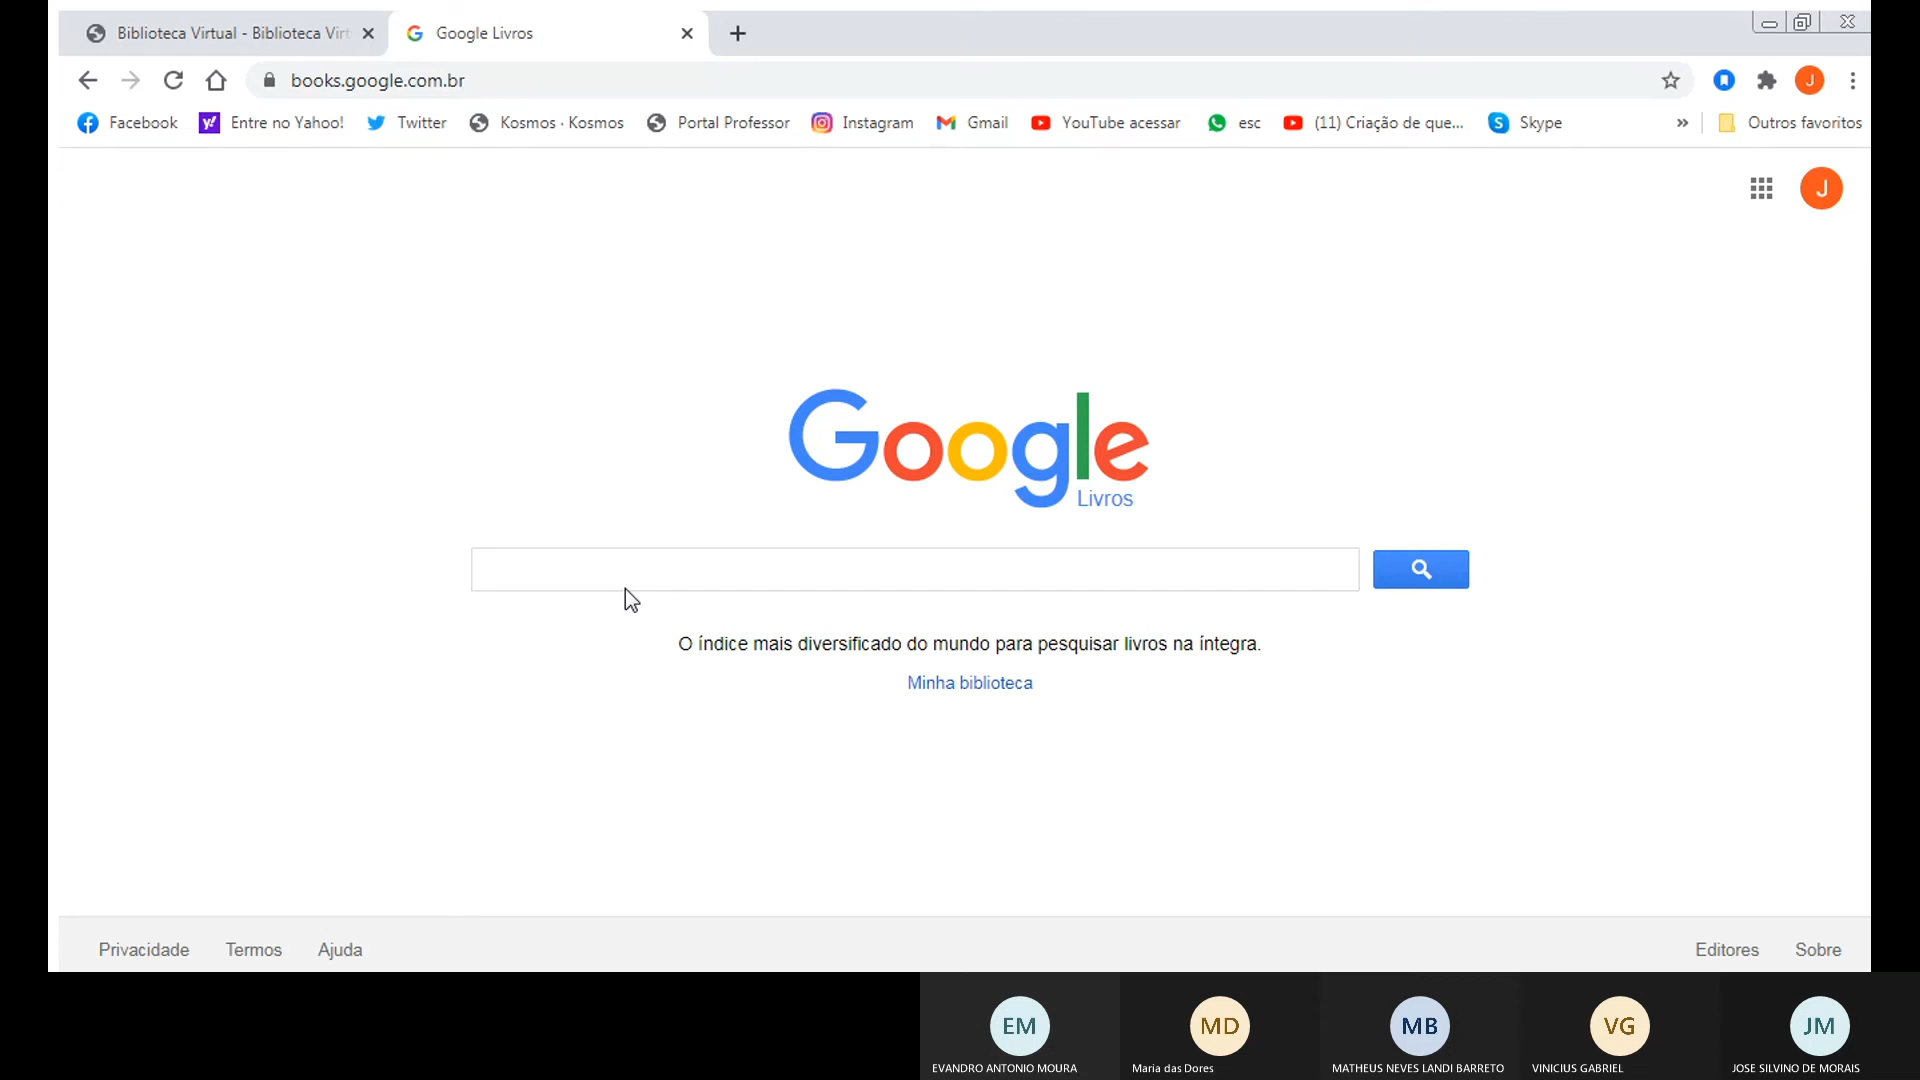 Biblioteca Virtual - Biblioteca Virt
Google Livros
books.google.com.br
J
Facebook
Entre no Yahoo!
Twitter
Kosmos · Kosmos
Portal Professor
Instagram
Gmail
YouTube acessar
esc
(11) Criação de que...
Skype
»
Outros favoritos
J
Google
Livros
O índice mais diversificado do mundo para pesquisar livros na íntegra.
Minha biblioteca
Privacidade
Termos
Ajuda
Editores
Sobre
EM
MD
MB
VG
JM
EVANDRO ANTONIO MOURA
Maria das Dores
MATHEUS NEVES LANDI BARRETO
VINICIUS GABRIEL
JOSE SILVINO DE MORAIS